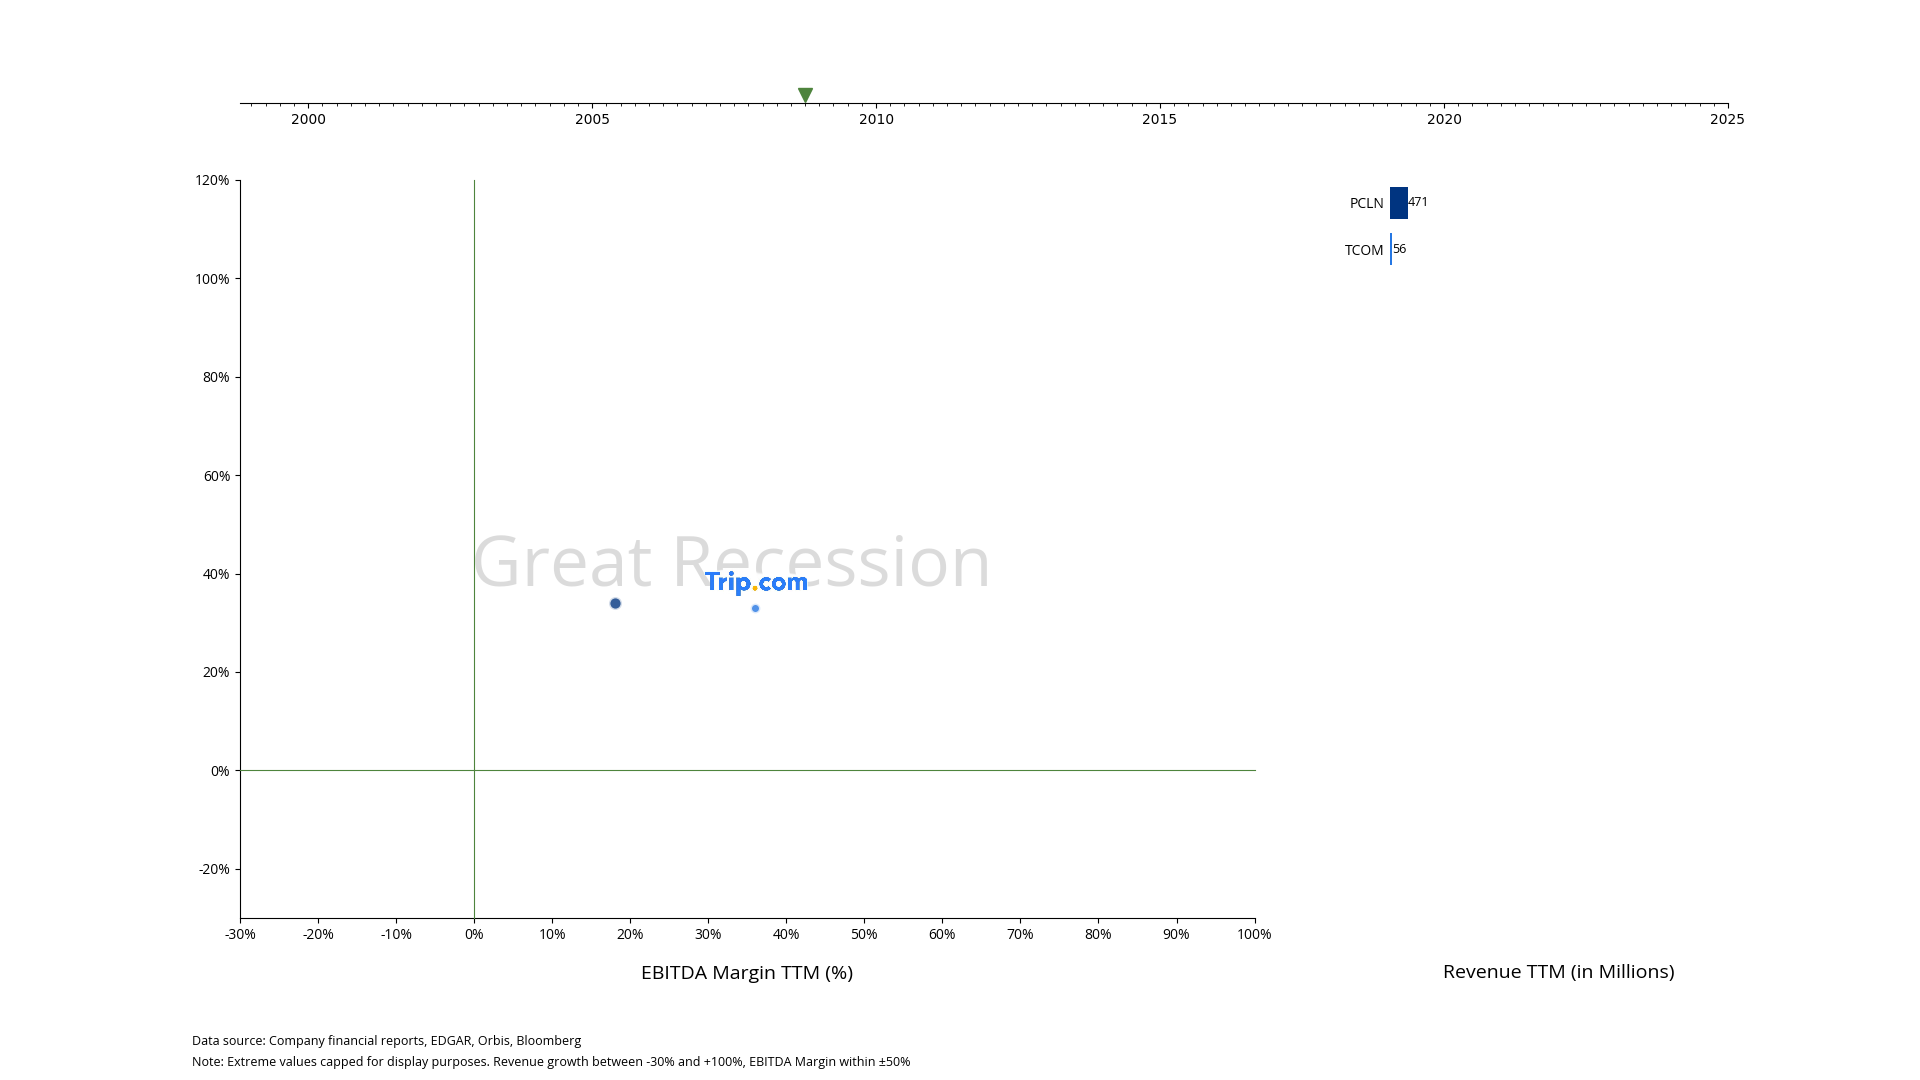 2000 2005 2010 2015 2020 2025
120%
100%
80%
60%
40%
20%
0%
-20%
Great Recession
Trip.com
-30% -20% -10% 0% 10% 20% 30% 40% 50% 60% 70% 80% 90% 100%
EBITDA Margin TTM (%)
PCLN 471
TCOM 56
Revenue TTM (in Millions)
Data source: Company financial reports, EDGAR, Orbis, Bloomberg
Note: Extreme values capped for display purposes. Revenue growth between -30% and +100%, EBITDA Margin within ±50%